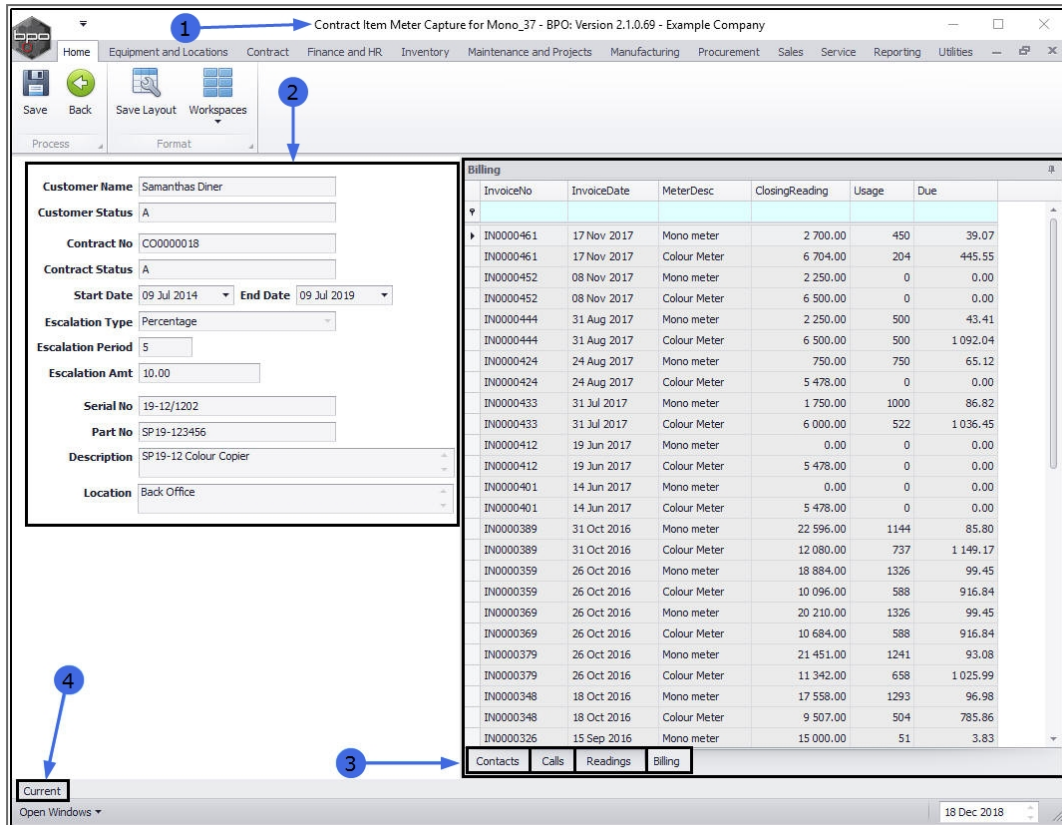 1
Contract Item Meter Capture for Mono_37 - BPO: Version 2.1.0.69 - Example Company
bpo
Home Equipment and Locations Contract Finance and HR Inventory Maintenance and Projects Manufacturing Procurement Sales Service Reporting Utilities
Save Back Save Layout Workspaces
Process Format
2
Customer Name Samanthas Diner
Customer Status A
Contract No CO0000018
Contract Status A
Start Date 09 Jul 2014 End Date 09 Jul 2019
Escalation Type Percentage
Escalation Period 5
Escalation Amt 10.00
Serial No 19-12/1202
Part No SP19-123456
Description SP19-12 Colour Copier
Location Back Office
Billing
InvoiceNo InvoiceDate MeterDesc ClosingReading Usage Due
IN0000461 17 Nov 2017 Mono meter 2 700.00 450 39.07
IN0000461 17 Nov 2017 Colour Meter 6 704.00 204 445.55
IN0000452 08 Nov 2017 Mono meter 2 250.00 0 0.00
IN0000452 08 Nov 2017 Colour Meter 6 500.00 0 0.00
IN0000444 31 Aug 2017 Mono meter 2 250.00 500 43.41
IN0000444 31 Aug 2017 Colour Meter 6 500.00 500 1 092.04
IN0000424 24 Aug 2017 Mono meter 750.00 750 65.12
IN0000424 24 Aug 2017 Colour Meter 5 478.00 0 0.00
IN0000433 31 Jul 2017 Mono meter 1 750.00 1000 86.82
IN0000433 31 Jul 2017 Colour Meter 6 000.00 522 1 036.45
IN0000412 19 Jun 2017 Mono meter 0.00 0 0.00
IN0000412 19 Jun 2017 Colour Meter 5 478.00 0 0.00
IN0000401 14 Jun 2017 Mono meter 0.00 0 0.00
IN0000401 14 Jun 2017 Colour Meter 5 478.00 0 0.00
IN0000389 31 Oct 2016 Mono meter 22 596.00 1144 85.80
IN0000389 31 Oct 2016 Colour Meter 12 080.00 737 1 149.17
IN0000359 26 Oct 2016 Mono meter 18 884.00 1326 99.45
IN0000359 26 Oct 2016 Colour Meter 10 096.00 588 916.84
IN0000369 26 Oct 2016 Mono meter 20 210.00 1326 99.45
IN0000369 26 Oct 2016 Colour Meter 10 684.00 588 916.84
IN0000379 26 Oct 2016 Mono meter 21 451.00 1241 93.08
IN0000379 26 Oct 2016 Colour Meter 11 342.00 658 1 025.99
IN0000348 18 Oct 2016 Mono meter 17 558.00 1293 96.98
IN0000348 18 Oct 2016 Colour Meter 9 507.00 504 785.86
IN0000326 15 Sep 2016 Mono meter 15 000.00 51 3.83
3
Contacts Calls Readings Billing
4
Current
Open Windows 18 Dec 2018